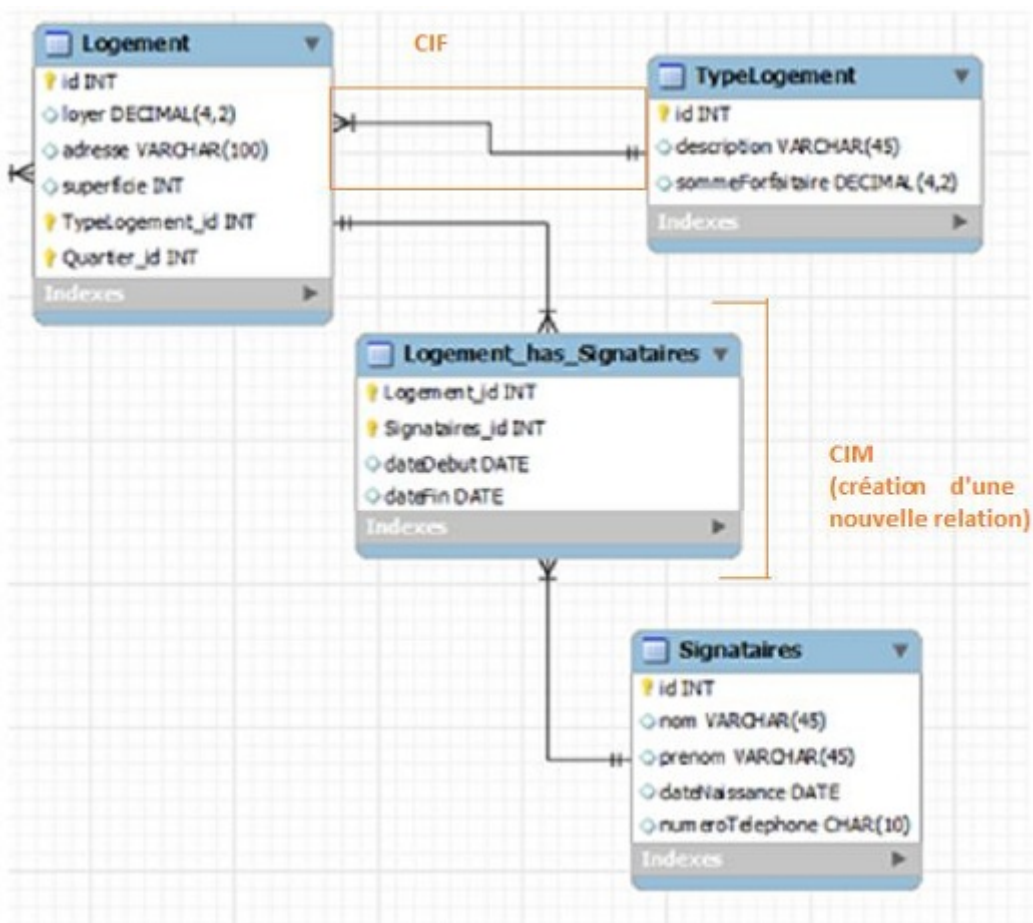 Logement
id INT
loyer DECIMAL(4,2)
adresse VARCHAR(100)
superficie INT
TypeLogement_id INT
Quartier_id INT
Indexes
CIF
TypeLogement
id INT
description VARCHAR(45)
sommeForfaitaire DECIMAL(4,2)
Indexes
Logement_has_Signataires
Logement_id INT
Signataires_id INT
dateDebut DATE
dateFin DATE
Indexes
CIM
(création d'une
nouvelle relation)
Signataires
id INT
nom VARCHAR(45)
prenom VARCHAR(45)
dateNaissance DATE
numeroTelephone CHAR(10)
Indexes